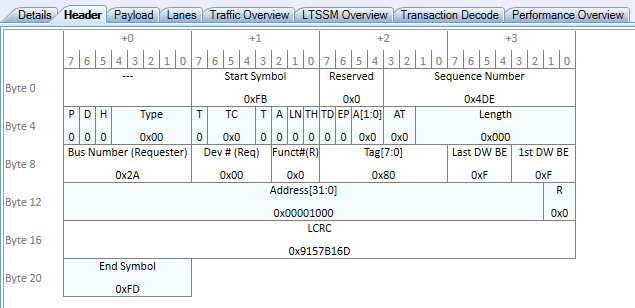 Details Header Payload Lanes Traffic Overview LTSSM Overview Transaction Decode Performance Overview
+0 +1 +2 +3
7 6 5 4 3 2 1 0 7 6 5 4 3 2 1 0 7 6 5 4 3 2 1 0 7 6 5 4 3 2 1 0
Byte 0
--- Start Symbol Reserved Sequence Number
0xFB 0x0 0x4DE
Byte 4
P D H Type T TC T A LN TH TD EP A[1:0] AT Length
0 0 0 0x00 0 0x0 0 0 0 0 0 0 0x0 0x0 0x000
Byte 8
Bus Number (Requester) Dev # (Req) Funct#(R) Tag[7:0] Last DW BE 1st DW BE
0x2A 0x00 0x0 0x80 0xF 0xF
Byte 12
Address[31:0] R
0x00001000 0x0
Byte 16
LCRC
0x9157B16D
Byte 20
End Symbol
0xFD